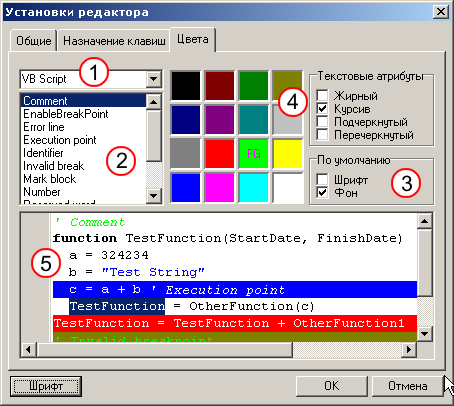 Установки редактора
Общие Назначение клавиш Цвета
1
VB Script
Comment
EnableBreakPoint
Error line
Execution point
Identifier
Invalid break
Mark block
Number
Reserved word
2
FG
4
Текстовые атрибуты
Жирный
Курсив
Подчеркнутый
Перечеркнутый
По умолчанию
Шрифт
Фон
3
5
' Comment
function TestFunction(StartDate, FinishDate)
a = 324234
b = "Test String"
c = a + b ' Execution point
TestFunction = OtherFunction(c)
TestFunction = TestFunction + OtherFunction1
' Invalid breakpoint
Шрифт OK Отмена